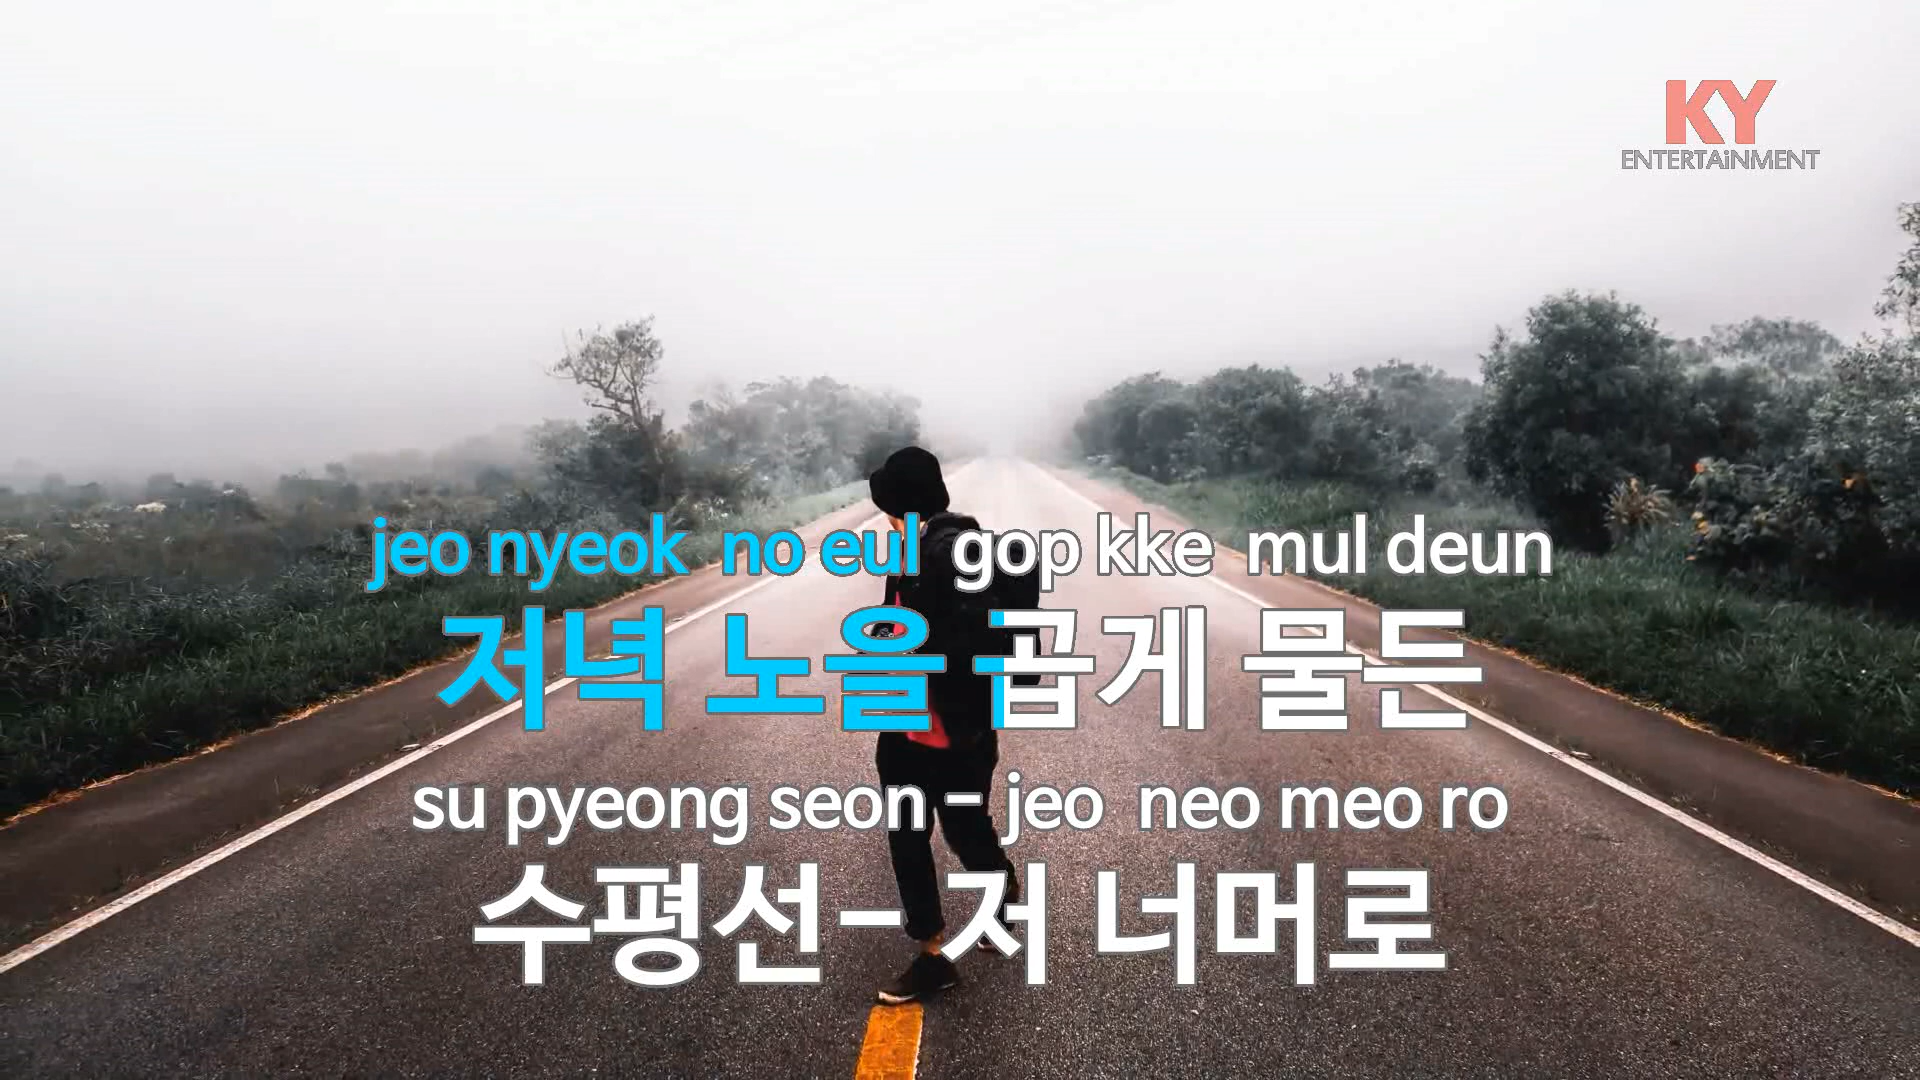 KY
ENTERTAiNMENT
jeo nyeok no eul gop kke mul deun
저녁 노을 곱게 물든
su pyeong seon - jeo neo meo ro
수평선- 저 너머로